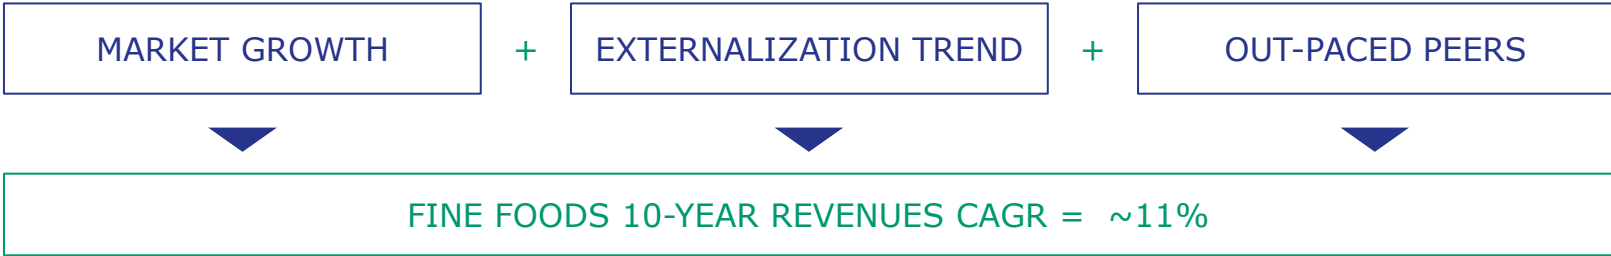 MARKET GROWTH + EXTERNALIZATION TREND + OUT-PACED PEERS
FINE FOODS 10-YEAR REVENUES CAGR = ~11%